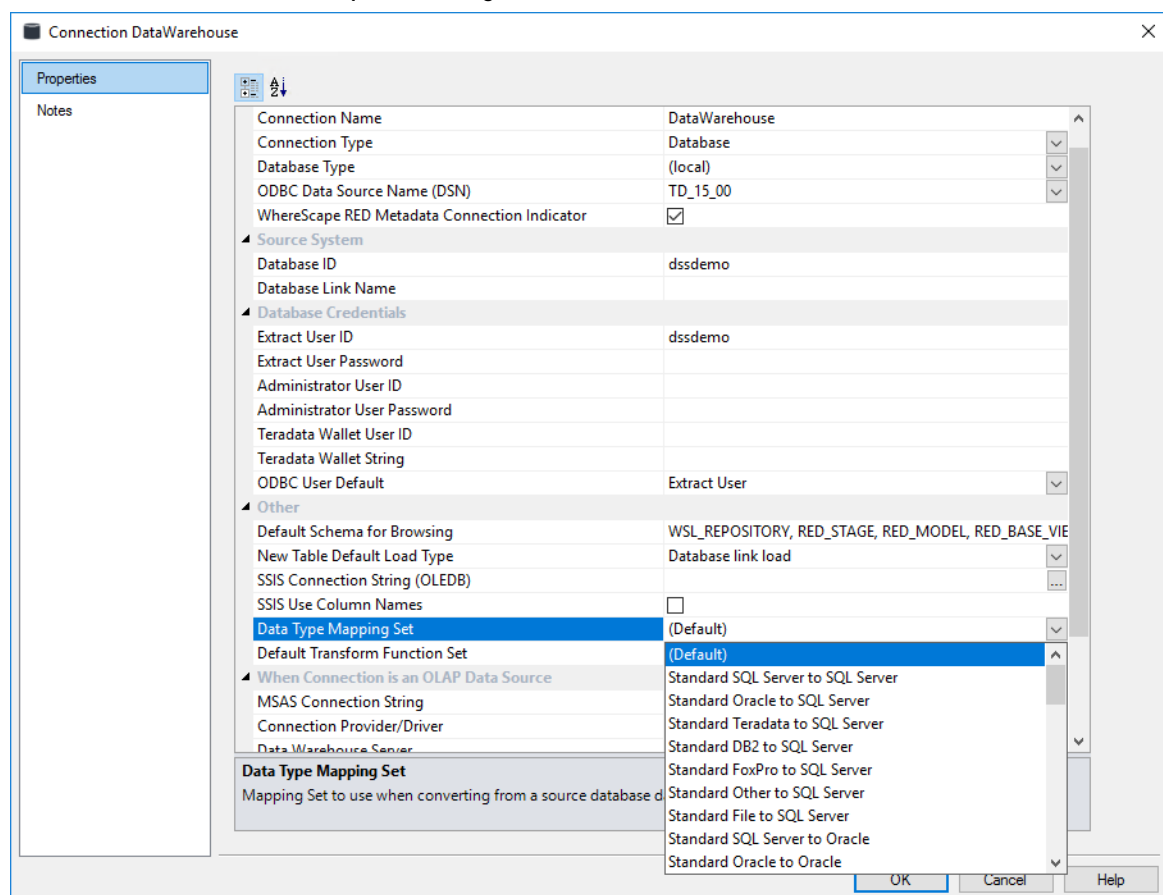 Connection DataWarehouse
Properties
Notes
Connection Name DataWarehouse
Connection Type Database
Database Type (local)
ODBC Data Source Name (DSN) TD_15_00
WhereScape RED Metadata Connection Indicator
Source System
Database ID dssdemo
Database Link Name
Database Credentials
Extract User ID dssdemo
Extract User Password
Administrator User ID
Administrator User Password
Teradata Wallet User ID
Teradata Wallet String
ODBC User Default Extract User
Other
Default Schema for Browsing WSL_REPOSITORY, RED_STAGE, RED_MODEL, RED_BASE_VIE
New Table Default Load Type Database link load
SSIS Connection String (OLEDB) ...
SSIS Use Column Names
Data Type Mapping Set (Default)
Default Transform Function Set (Default)
When Connection is an OLAP Data Source Standard SQL Server to SQL Server
MSAS Connection String Standard Oracle to SQL Server
Connection Provider/Driver Standard Teradata to SQL Server
Data Warehouse Server Standard DB2 to SQL Server
Data Type Mapping Set Standard FoxPro to SQL Server
Mapping Set to use when converting from a source database d Standard Other to SQL Server
Standard File to SQL Server
Standard SQL Server to Oracle
Standard Oracle to Oracle
OK Cancel Help